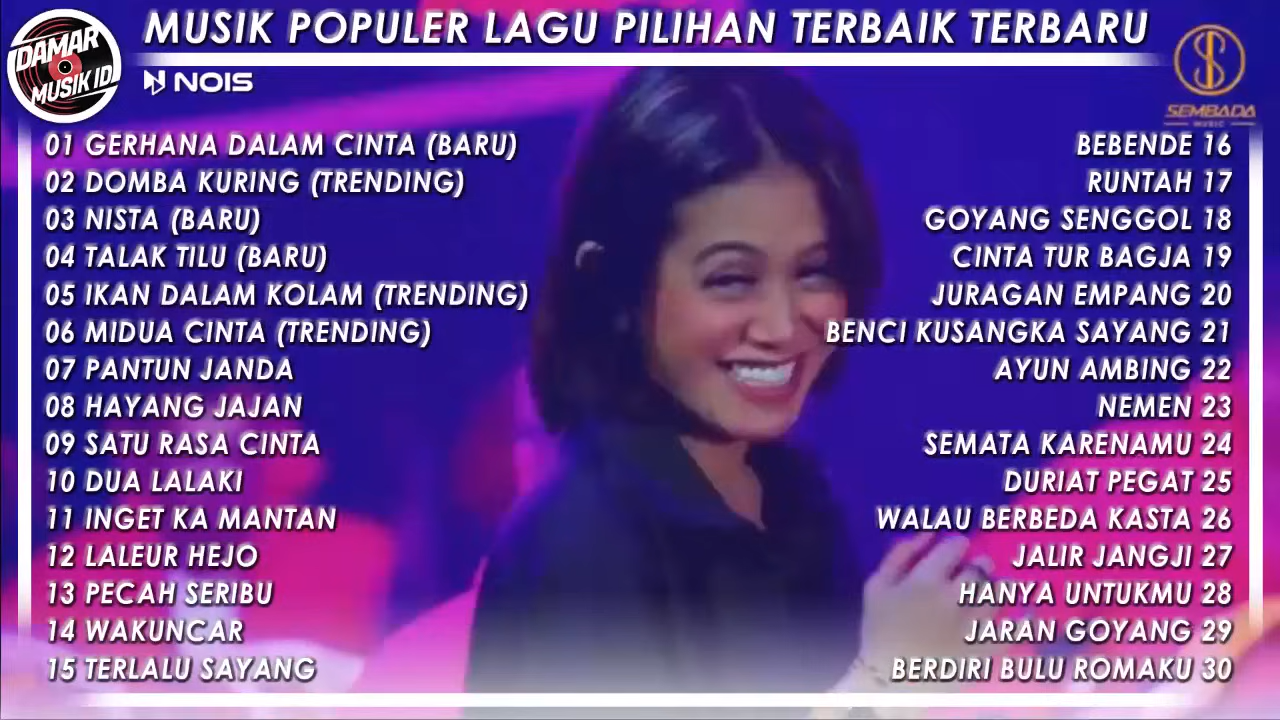 MUSIK POPULER LAGU PILIHAN TERBAIK TERBARU
DAMAR
MUSIK ID
NOIS
SEMBADA
MUSIC
01 GERHANA DALAM CINTA (BARU)
02 DOMBA KURING (TRENDING)
03 NISTA (BARU)
04 TALAK TILU (BARU)
05 IKAN DALAM KOLAM (TRENDING)
06 MIDUA CINTA (TRENDING)
07 PANTUN JANDA
08 HAYANG JAJAN
09 SATU RASA CINTA
10 DUA LALAKI
11 INGET KA MANTAN
12 LALEUR HEJO
13 PECAH SERIBU
14 WAKUNCAR
15 TERLALU SAYANG
BEBENDE 16
RUNTAH 17
GOYANG SENGGOL 18
CINTA TUR BAGJA 19
JURAGAN EMPANG 20
BENCI KUSANGKA SAYANG 21
AYUN AMBING 22
NEMEN 23
SEMATA KARENAMU 24
DURIAT PEGAT 25
WALAU BERBEDA KASTA 26
JALIR JANGJI 27
HANYA UNTUKMU 28
JARAN GOYANG 29
BERDIRI BULU ROMAKU 30